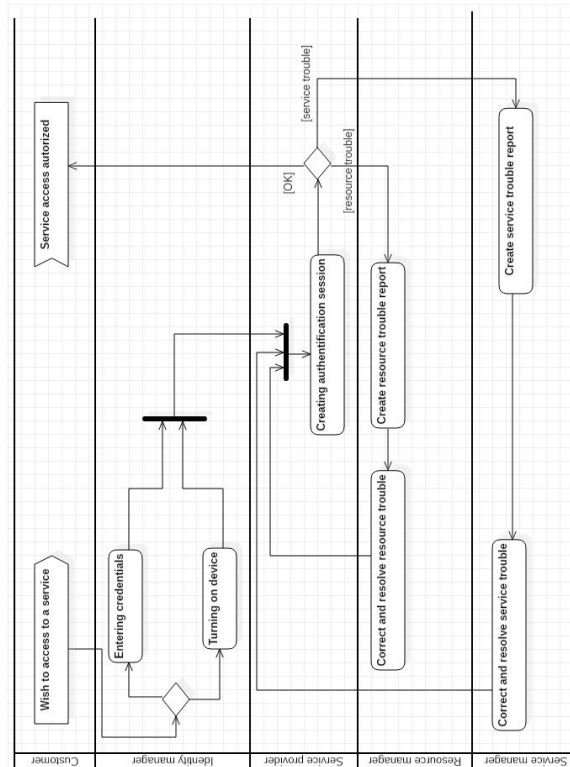 Customer
Wish to access to a service
Service access autorized
Identity manager
Entering credentials
Turning on device
Service provider
Creating authentification session
[OK]
[service trouble]
[resource trouble]
Resource manager
Correct and resolve resource trouble
Create resource trouble report
Service manager
Correct and resolve service trouble
Create service trouble report